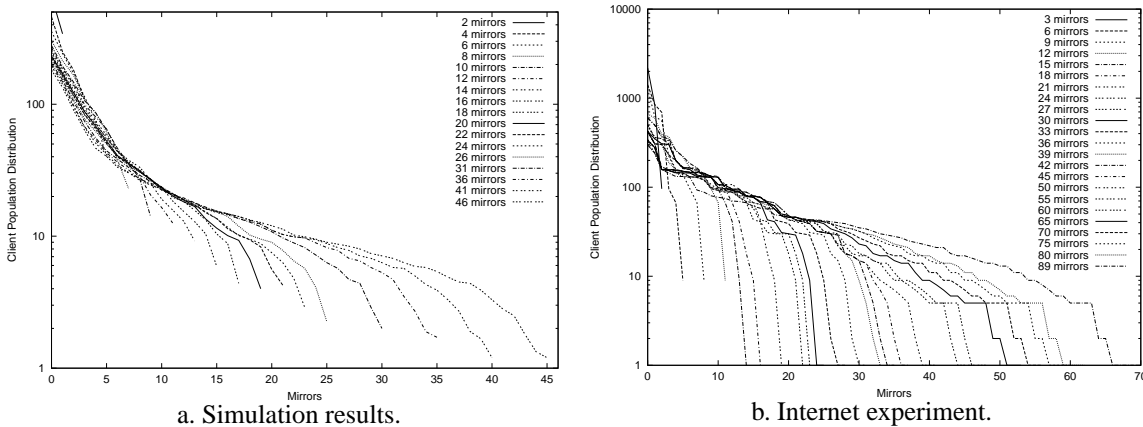 Client Population Distribution
100
10
1
0
5
10
15
20
25
30
35
40
45
Mirrors
2 mirrors
4 mirrors
6 mirrors
8 mirrors
10 mirrors
12 mirrors
14 mirrors
16 mirrors
18 mirrors
20 mirrors
22 mirrors
24 mirrors
26 mirrors
31 mirrors
36 mirrors
41 mirrors
46 mirrors
a. Simulation results.
Client Population Distribution
10000
1000
100
10
1
0
10
20
30
40
50
60
70
Mirrors
3 mirrors
6 mirrors
9 mirrors
12 mirrors
15 mirrors
18 mirrors
21 mirrors
24 mirrors
27 mirrors
30 mirrors
33 mirrors
36 mirrors
39 mirrors
42 mirrors
45 mirrors
50 mirrors
55 mirrors
60 mirrors
65 mirrors
70 mirrors
75 mirrors
80 mirrors
89 mirrors
b. Internet experiment.